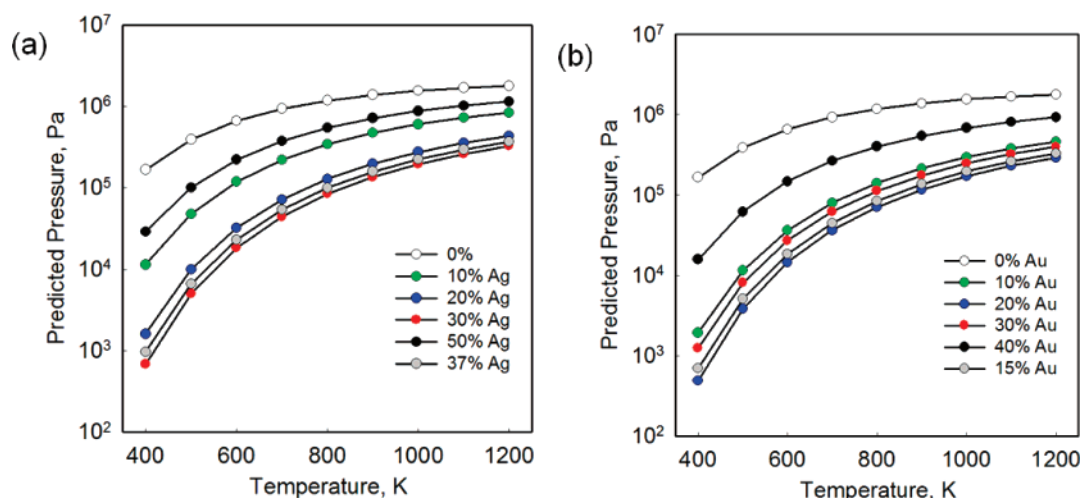 (a)
Predicted Pressure, Pa
10⁷
10⁶
10⁵
10⁴
10³
10²
0%
10% Ag
20% Ag
30% Ag
50% Ag
37% Ag
400 600 800 1000 1200
Temperature, K
(b)
Predicted Pressure, Pa
10⁷
10⁶
10⁵
10⁴
10³
10²
0% Au
10% Au
20% Au
30% Au
40% Au
15% Au
400 600 800 1000 1200
Temperature, K